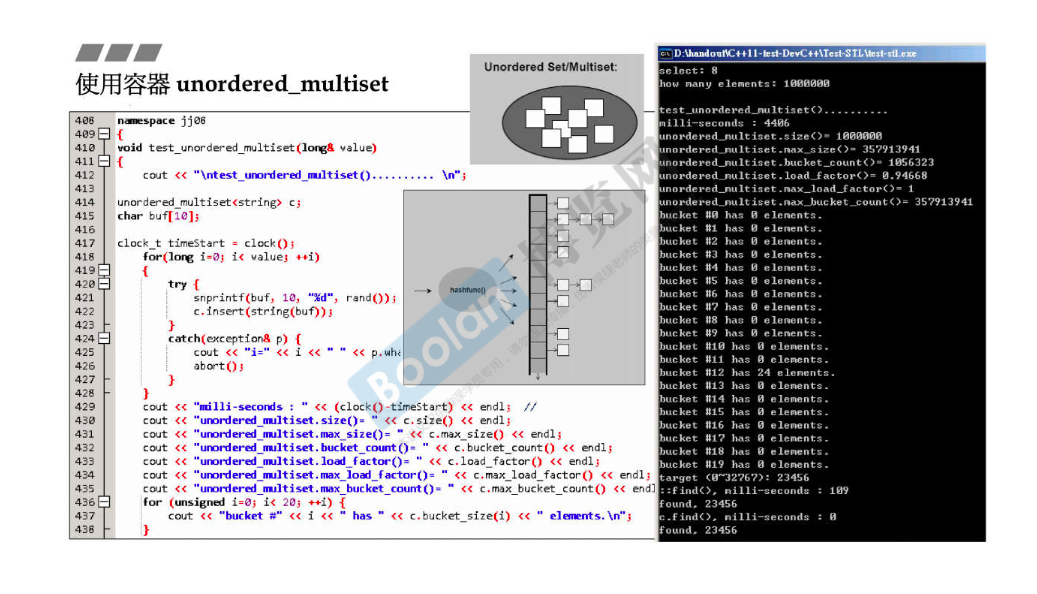 使用容器 unordered_multiset
408 namespace jj08
409 {
410 void test_unordered_multiset(long& value)
411 {
412 cout << "\ntest_unordered_multiset().......... \n";
413
414 unordered_multiset<string> c;
415 char buf[10];
416
417 clock_t timeStart = clock();
418 for(long i=0; i< value; ++i)
419 {
420 try {
421 snprintf(buf, 10, "%d", rand());
422 c.insert(string(buf));
423 }
424 catch(exception& p) {
425 cout << "i=" << i << " " << p.wha
426 abort();
427 }
428 }
429 cout << "milli-seconds : " << (clock()-timeStart) << endl; //
430 cout << "unordered_multiset.size()= " << c.size() << endl;
431 cout << "unordered_multiset.max_size()= " << c.max_size() << endl;
432 cout << "unordered_multiset.bucket_count()= " << c.bucket_count() << endl;
433 cout << "unordered_multiset.load_factor()= " << c.load_factor() << endl;
434 cout << "unordered_multiset.max_load_factor()= " << c.max_load_factor() << endl;
435 cout << "unordered_multiset.max_bucket_count()= " << c.max_bucket_count() << endl
436 for (unsigned i=0; i< 20; ++i) {
437 cout << "bucket #" << i << " has " << c.bucket_size(i) << " elements.\n";
438 }
Unordered Set/Multiset:
hashfunc()
Boolan
博览网
D:\handout\C++11-test-DevC++\Test-STL\test-stl.exe
select: 8
how many elements: 1000000
test_unordered_multiset()..........
milli-seconds : 4406
unordered_multiset.size()= 1000000
unordered_multiset.max_size()= 357913941
unordered_multiset.bucket_count()= 1056323
unordered_multiset.load_factor()= 0.94668
unordered_multiset.max_load_factor()= 1
unordered_multiset.max_bucket_count()= 357913941
bucket #0 has 0 elements.
bucket #1 has 0 elements.
bucket #2 has 0 elements.
bucket #3 has 0 elements.
bucket #4 has 0 elements.
bucket #5 has 0 elements.
bucket #6 has 0 elements.
bucket #7 has 0 elements.
bucket #8 has 0 elements.
bucket #9 has 0 elements.
bucket #10 has 0 elements.
bucket #11 has 0 elements.
bucket #12 has 24 elements.
bucket #13 has 0 elements.
bucket #14 has 0 elements.
bucket #15 has 0 elements.
bucket #16 has 0 elements.
bucket #17 has 0 elements.
bucket #18 has 0 elements.
bucket #19 has 0 elements.
target (0~32767): 23456
::find(), milli-seconds : 109
found, 23456
c.find(), milli-seconds : 0
found, 23456